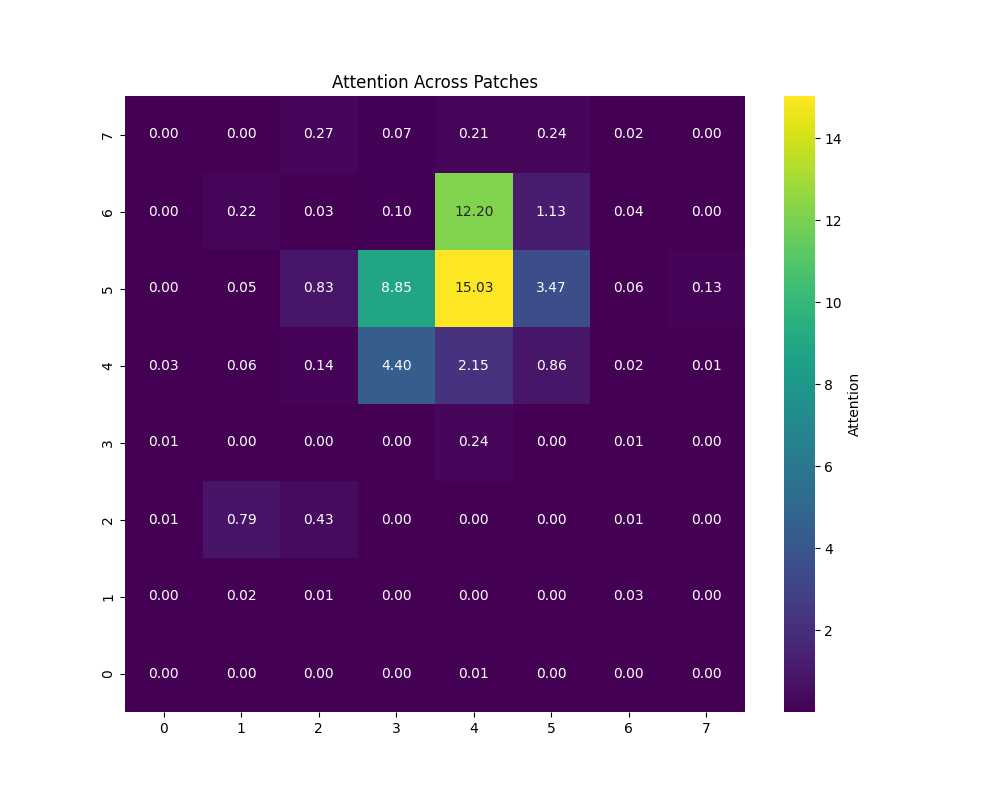 Attention Across Patches
7 0.00 0.00 0.27 0.07 0.21 0.24 0.02 0.00
6 0.00 0.22 0.03 0.10 12.20 1.13 0.04 0.00
5 0.00 0.05 0.83 8.85 15.03 3.47 0.06 0.13
4 0.03 0.06 0.14 4.40 2.15 0.86 0.02 0.01
3 0.01 0.00 0.00 0.00 0.24 0.00 0.01 0.00
2 0.01 0.79 0.43 0.00 0.00 0.00 0.01 0.00
1 0.00 0.02 0.01 0.00 0.00 0.00 0.03 0.00
0 0.00 0.00 0.00 0.00 0.01 0.00 0.00 0.00
0 1 2 3 4 5 6 7
14
12
10
8
6
4
2
Attention